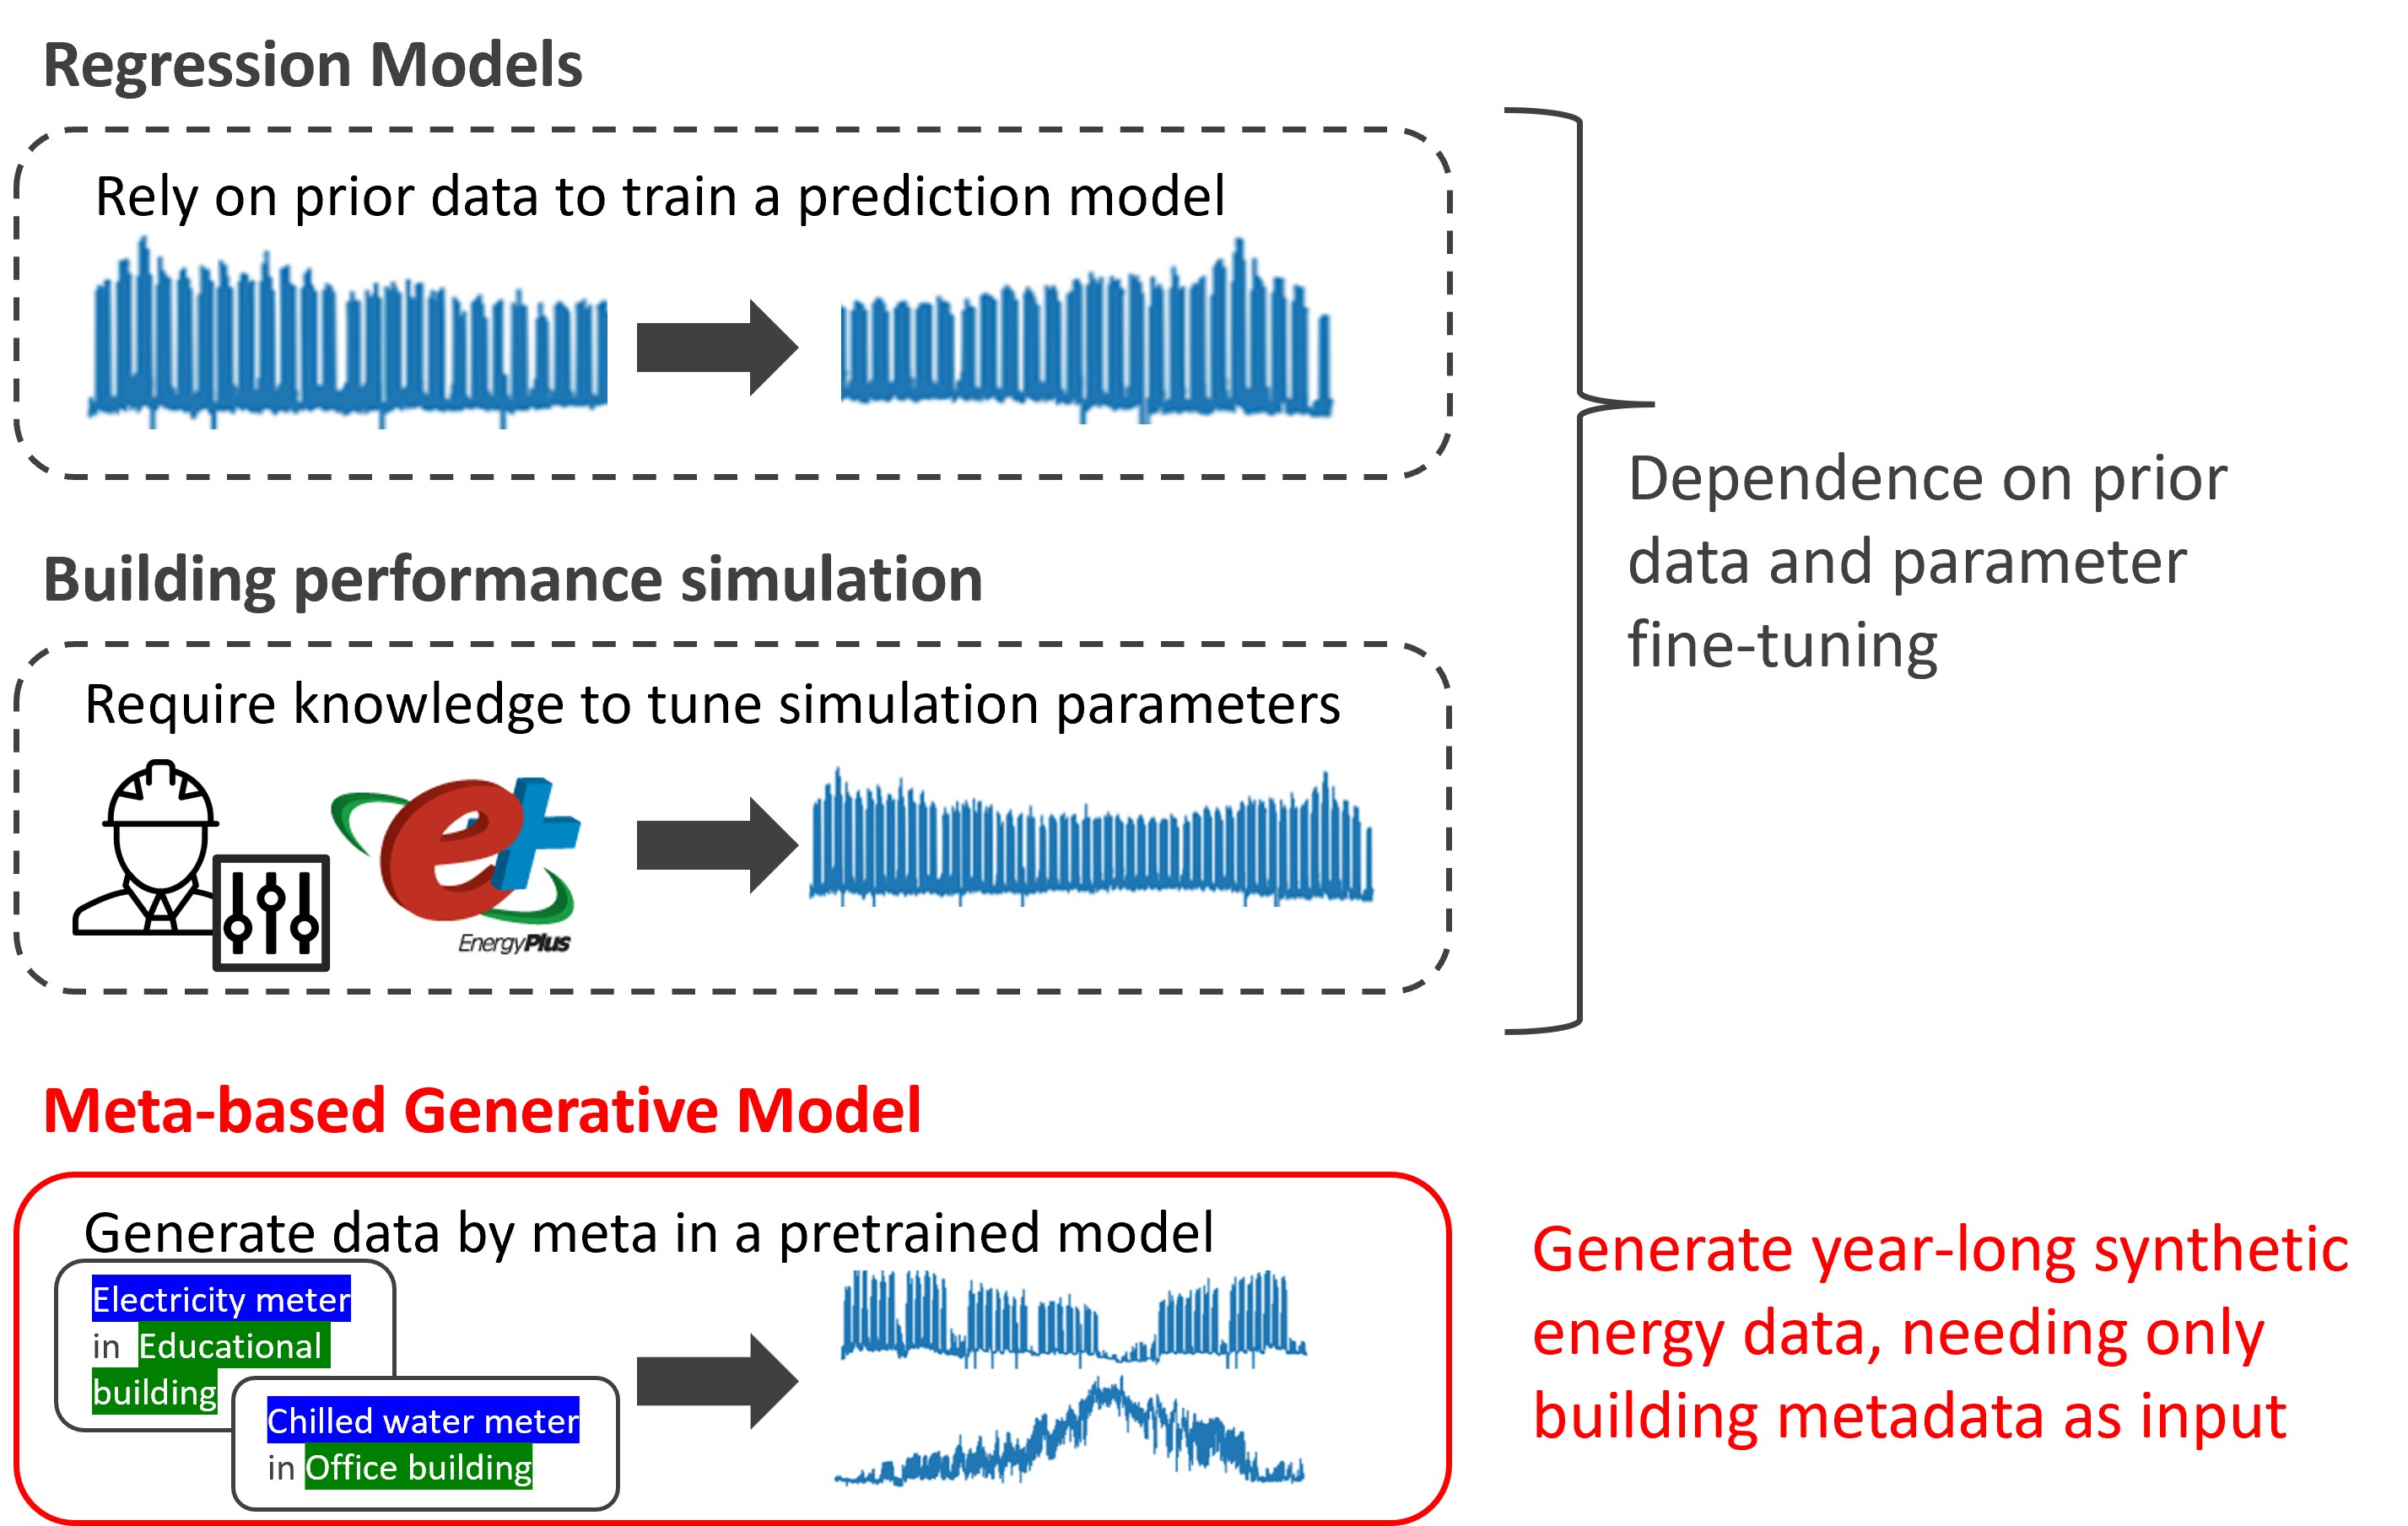 Regression Models
Rely on prior data to train a prediction model
Building performance simulation
Require knowledge to tune simulation parameters
EnergyPlus
Dependence on prior
data and parameter
fine-tuning
Meta-based Generative Model
Generate data by meta in a pretrained model
Electricity meter
in Educational
building
Chilled water meter
in Office building
Generate year-long synthetic
energy data, needing only
building metadata as input